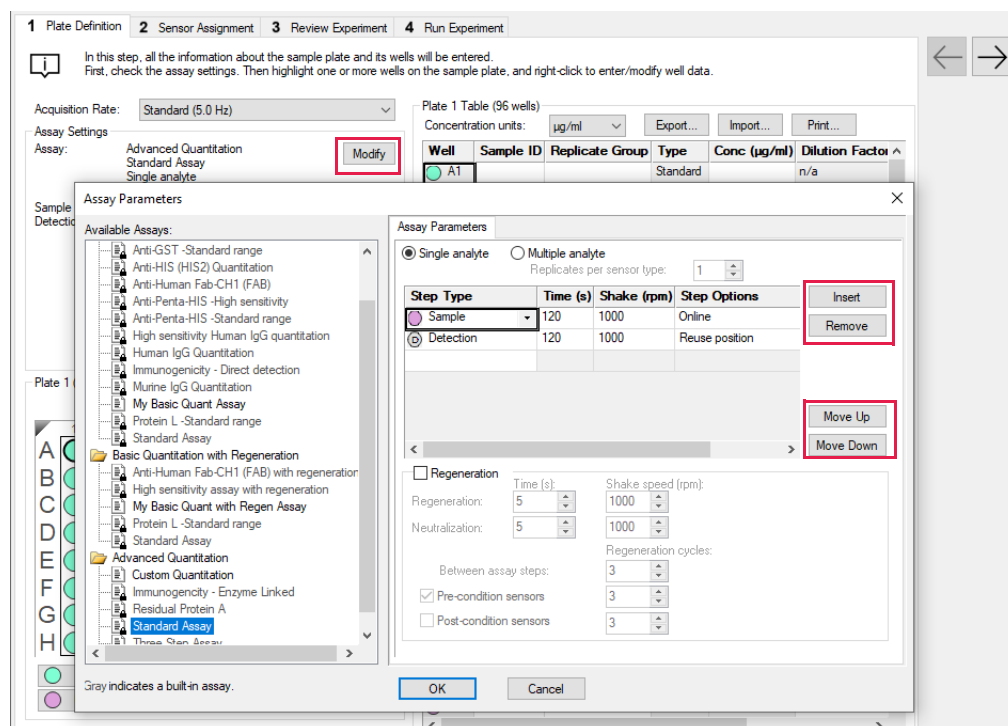 1 Plate Definition 2 Sensor Assignment 3 Review Experiment 4 Run Experiment
In this step, all the information about the sample plate and its wells will be entered.
First, check the assay settings. Then highlight one or more wells on the sample plate, and right-click to enter/modify well data.
Acquisition Rate: Standard (5.0 Hz)
Assay Settings
Assay: Advanced Quantitation
Standard Assay
Single analyte
Modify
Sample
Plate 1 Table (96 wells)
Concentration units: µg/ml Export... Import... Print...
Well Sample ID Replicate Group Type Conc (µg/ml) Dilution Factor
A1 Standard n/a
Assay Parameters
Available Assays:
Anti-GST -Standard range
Anti-HIS (HIS2) Quantitation
Anti-Human Fab-CH1 (FAB)
Anti-Penta-HIS -High sensitivity
Anti-Penta-HIS -Standard range
High sensitivity Human IgG quantitation
Human IgG Quantitation
Immunogenicity - Direct detection
Murine IgG Quantitation
My Basic Quant Assay
Protein L -Standard range
Standard Assay
Basic Quantitation with Regeneration
Anti-Human Fab-CH1 (FAB) with regeneration
High sensitivity assay with regeneration
My Basic Quant with Regen Assay
Protein L -Standard range
Standard Assay
Advanced Quantitation
Custom Quantitation
Immunogencity - Enzyme Linked
Residual Protein A
Standard Assay
Three Step Assay
Gray indicates a built-in assay.
Assay Parameters
Single analyte Multiple analyte
Replicates per sensor type: 1
Step Type Time (s) Shake (rpm) Step Options
Sample 120 1000 Online
D Detection 120 1000 Reuse position
Insert
Remove
Move Up
Move Down
Regeneration
Time (s): Shake speed (rpm):
Regeneration: 5 1000
Neutralization: 5 1000
Regeneration cycles:
Between assay steps: 3
Pre-condition sensors 3
Post-condition sensors 3
OK Cancel
Plate 1
A
B
C
D
E
F
G
H